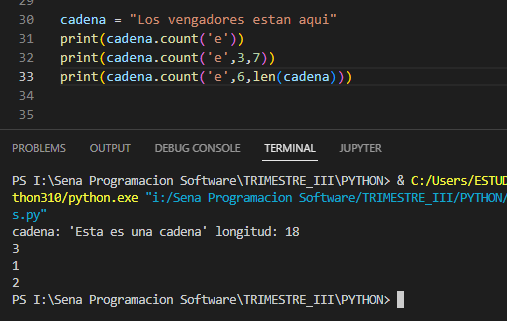 30 cadena = "Los vengadores estan aqui"
31 print(cadena.count('e'))
32 print(cadena.count('e',3,7))
33 print(cadena.count('e',6,len(cadena)))
34
35
PROBLEMS OUTPUT DEBUG CONSOLE TERMINAL JUPYTER
PS I:\Sena Programacion Software\TRIMESTRE_III\PYTHON> & C:/Users/ESTUD
thon310/python.exe "i:/Sena Programacion Software/TRIMESTRE_III/PYTHON/
s.py"
cadena: 'Esta es una cadena' longitud: 18
3
1
2
PS I:\Sena Programacion Software\TRIMESTRE_III\PYTHON>